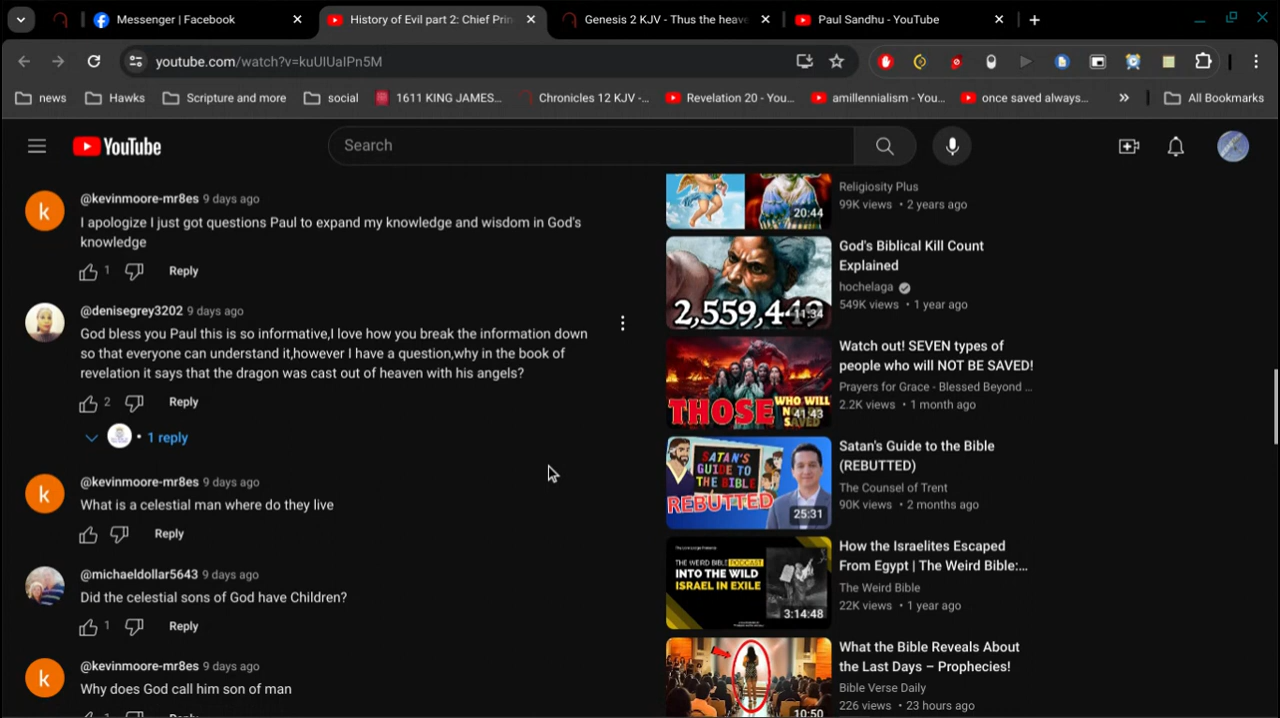 Messenger | Facebook
History of Evil part 2: Chief Prin
Genesis 2 KJV - Thus the heave
Paul Sandhu - YouTube
youtube.com/watch?v=kuUlUalPn5M
news
Hawks
Scripture and more
social
1611 KING JAMES...
Chronicles 12 KJV -...
Revelation 20 - You...
amillennialism - You...
once saved always...
All Bookmarks
YouTube
Search
@kevinmoore-mr8es 9 days ago
I apologize I just got questions Paul to expand my knowledge and wisdom in God's
knowledge
1
Reply
@denisegrey3202 9 days ago
God bless you Paul this is so informative,I love how you break the information down
so that everyone can understand it,however I have a question,why in the book of
revelation it says that the dragon was cast out of heaven with his angels?
2
Reply
1 reply
k
@kevinmoore-mr8es 9 days ago
What is a celestial man where do they live
Reply
@michaeldollar5643 9 days ago
Did the celestial sons of God have Children?
1
Reply
k
@kevinmoore-mr8es 9 days ago
Why does God call him son of man
20:44
Religiosity Plus
99K views • 2 years ago
2,559,449
11:34
God's Biblical Kill Count
Explained
hochelaga
549K views • 1 year ago
THOSE WHO WILL
41:43
Watch out! SEVEN types of
people who will NOT BE SAVED!
Prayers for Grace - Blessed Beyond ...
2.2K views • 1 month ago
SATAN'S
GUIDE TO
THE BIBLE
REBUTTED
25:31
Satan's Guide to the Bible
(REBUTTED)
The Counsel of Trent
90K views • 2 months ago
THE WEIRD BIBLE PODCAST
INTO THE WILD
ISRAEL IN EXILE
3:14:48
How the Israelites Escaped
From Egypt | The Weird Bible:...
The Weird Bible
22K views • 1 year ago
10:50
What the Bible Reveals About
the Last Days – Prophecies!
Bible Verse Daily
226 views • 23 hours ago